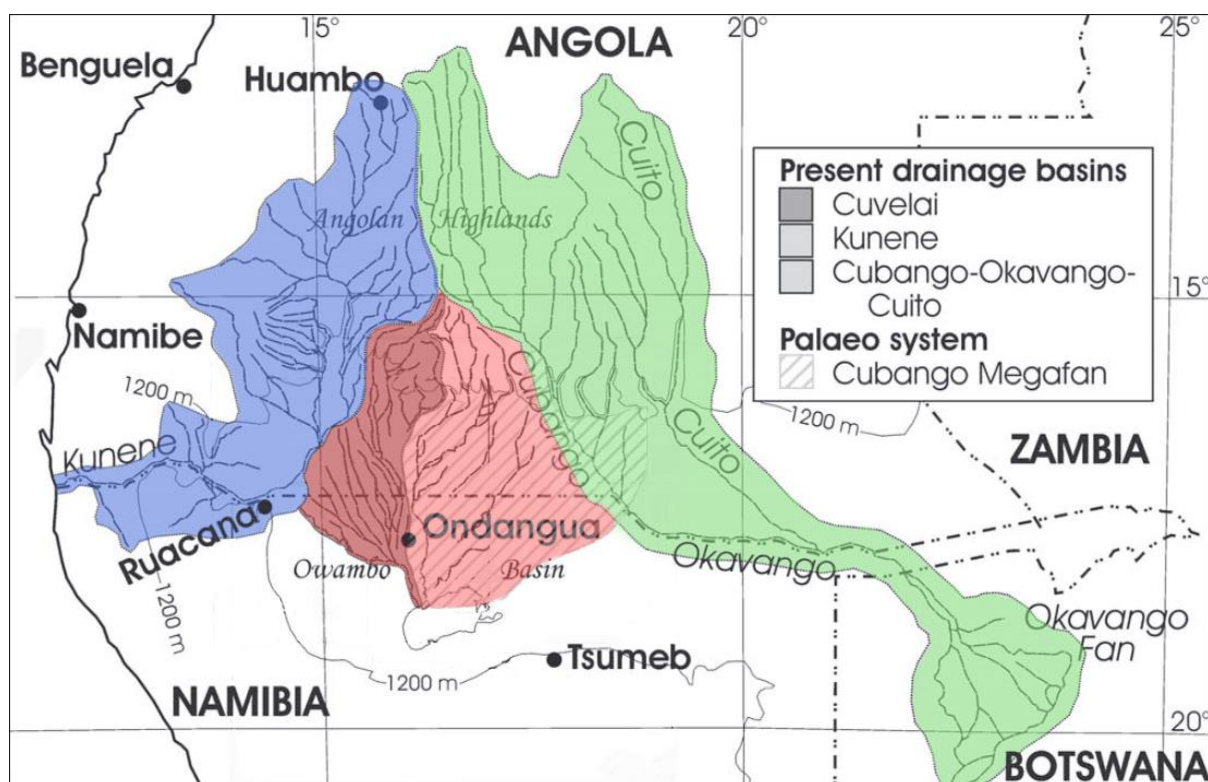 15°
20°
25°
ANGOLA
Benguela
Huambo
Cuito
Present drainage basins
Cuvelai
Kunene
Cubango-Okavango-
Cuito
Palaeo system
Cubango Megafan
Angolan
Highlands
15°
Namibe
1200 m
Cubango
1200 m
Cuito
ZAMBIA
Kunene
Ruacana
Ondangua
Okavango
Owambo
Basin
1200 m
Okavango
Fan
Tsumeb
1200 m
NAMIBIA
20°
BOTSWANA